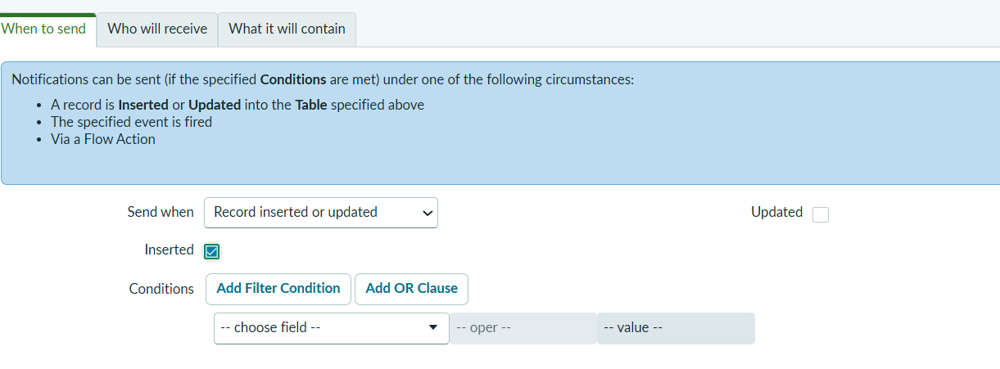 When to send Who will receive What it will contain
Notifications can be sent (if the specified Conditions are met) under one of the following circumstances:
• A record is Inserted or Updated into the Table specified above
• The specified event is fired
• Via a Flow Action
Send when Record inserted or updated Updated
Inserted
Conditions Add Filter Condition Add OR Clause
-- choose field -- -- oper -- -- value --